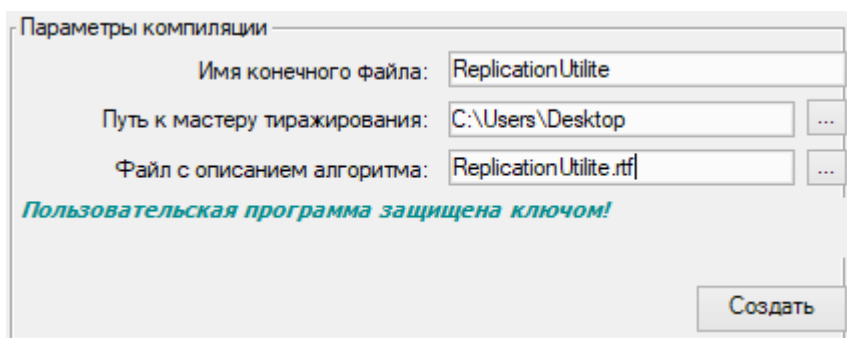 Параметры компиляции
Имя конечного файла: ReplicationUtilite
Путь к мастеру тиражирования: C:\Users\Desktop ...
Файл с описанием алгоритма: ReplicationUtilite.rtf ...
Пользовательская программа защищена ключом!
Создать